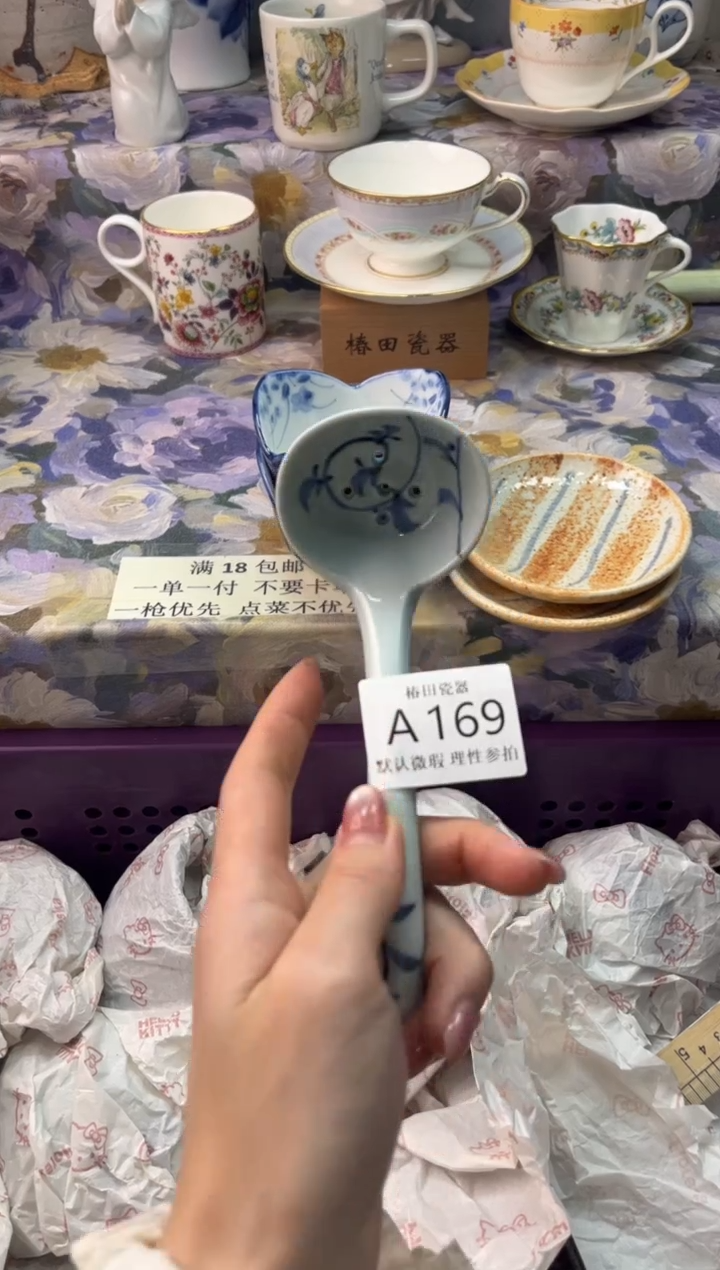 椿田瓷器
满 18 包邮
一单一付 不要卡
一枪优先 点菜不优
椿田瓷器
A 169
默认微瑕 理性参拍